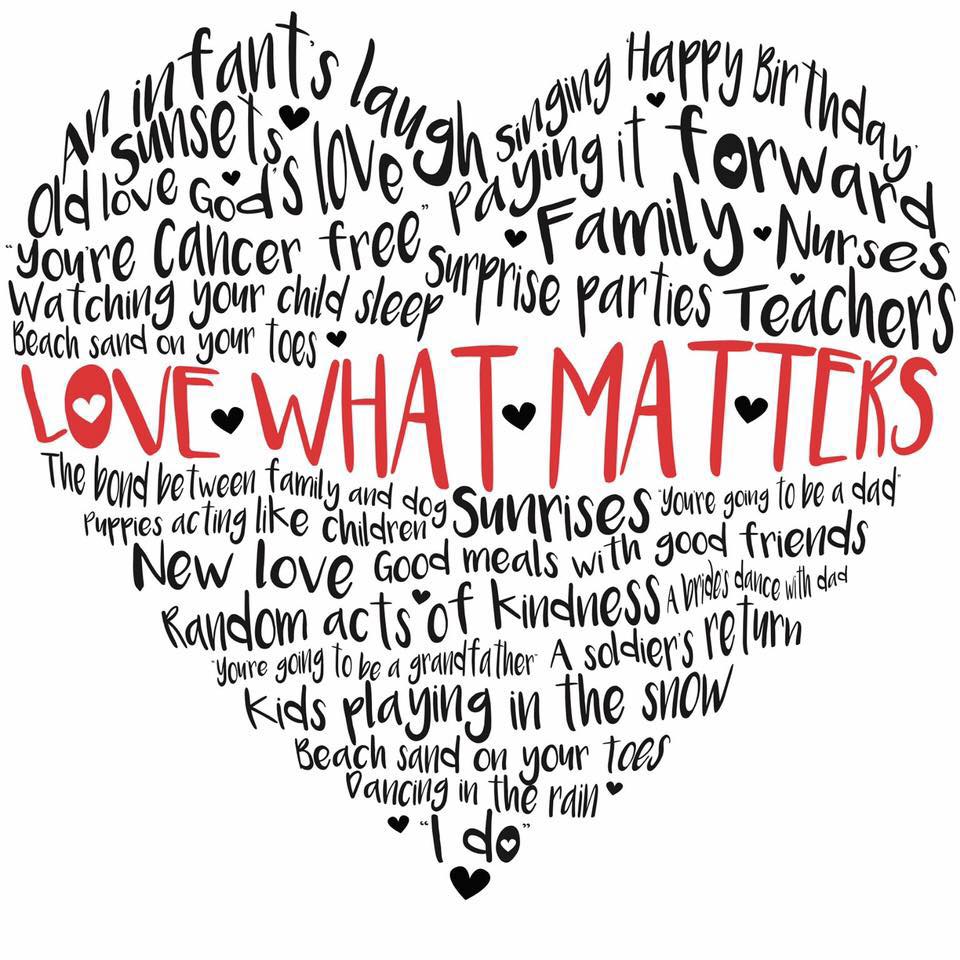 An infant's laugh
Singing 'Happy Birthday'
Sunsets
Paying it forward
Old love God's love
Family Nurses
"you're Cancer free"
Surprise parties Teachers
Watching your child sleep
Beach sand on your toes
LOVE WHAT MATTERS
The bond between family and dog Sunrises "you're going to be a dad"
Puppies acting like children
New love Good meals with good friends
Random acts of kindness A bride's dance with dad
"you're going to be a grandfather" A soldier's return
Kids playing in the snow
Beach sand on your toes
Dancing in the rain
"I do"